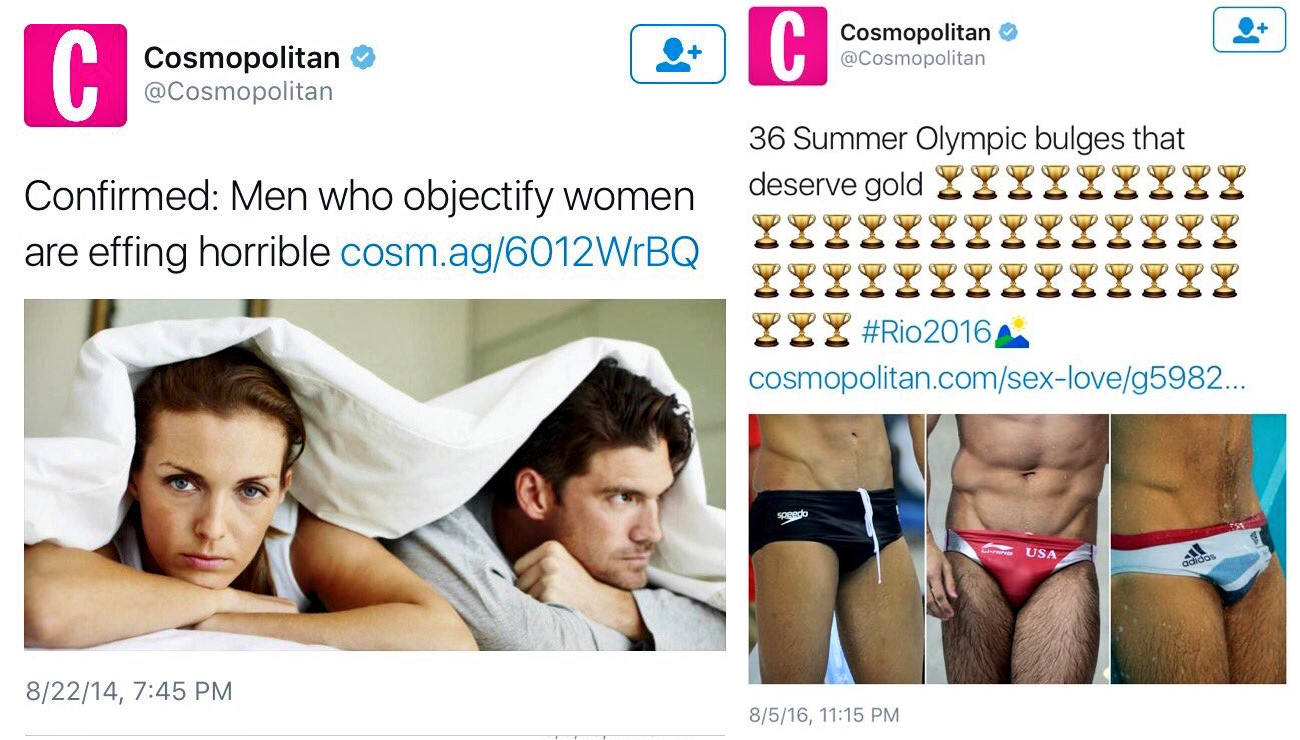 C
Cosmopolitan
@Cosmopolitan
Confirmed: Men who objectify women
are effing horrible cosm.ag/6012WrBQ
8/22/14, 7:45 PM
C
Cosmopolitan
@Cosmopolitan
36 Summer Olympic bulges that
deserve gold 🏆🏆🏆🏆🏆🏆🏆🏆🏆
🏆🏆🏆🏆🏆🏆🏆🏆🏆🏆🏆🏆🏆🏆
🏆🏆🏆🏆🏆🏆🏆🏆🏆🏆🏆🏆🏆🏆
🏆🏆🏆 #Rio2016
cosmopolitan.com/sex-love/g5982...
speedo
LI-NING USA
adidas
8/5/16, 11:15 PM